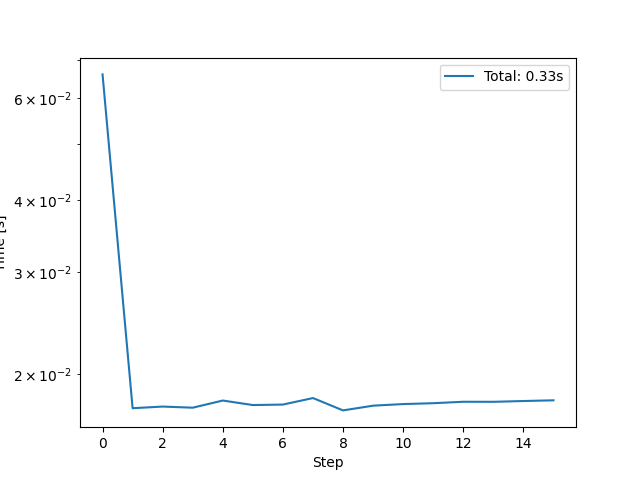 Total: 0.33s
6 × 10⁻²
4 × 10⁻²
3 × 10⁻²
2 × 10⁻²
[s]
0 2 4 6 8 10 12 14
Step